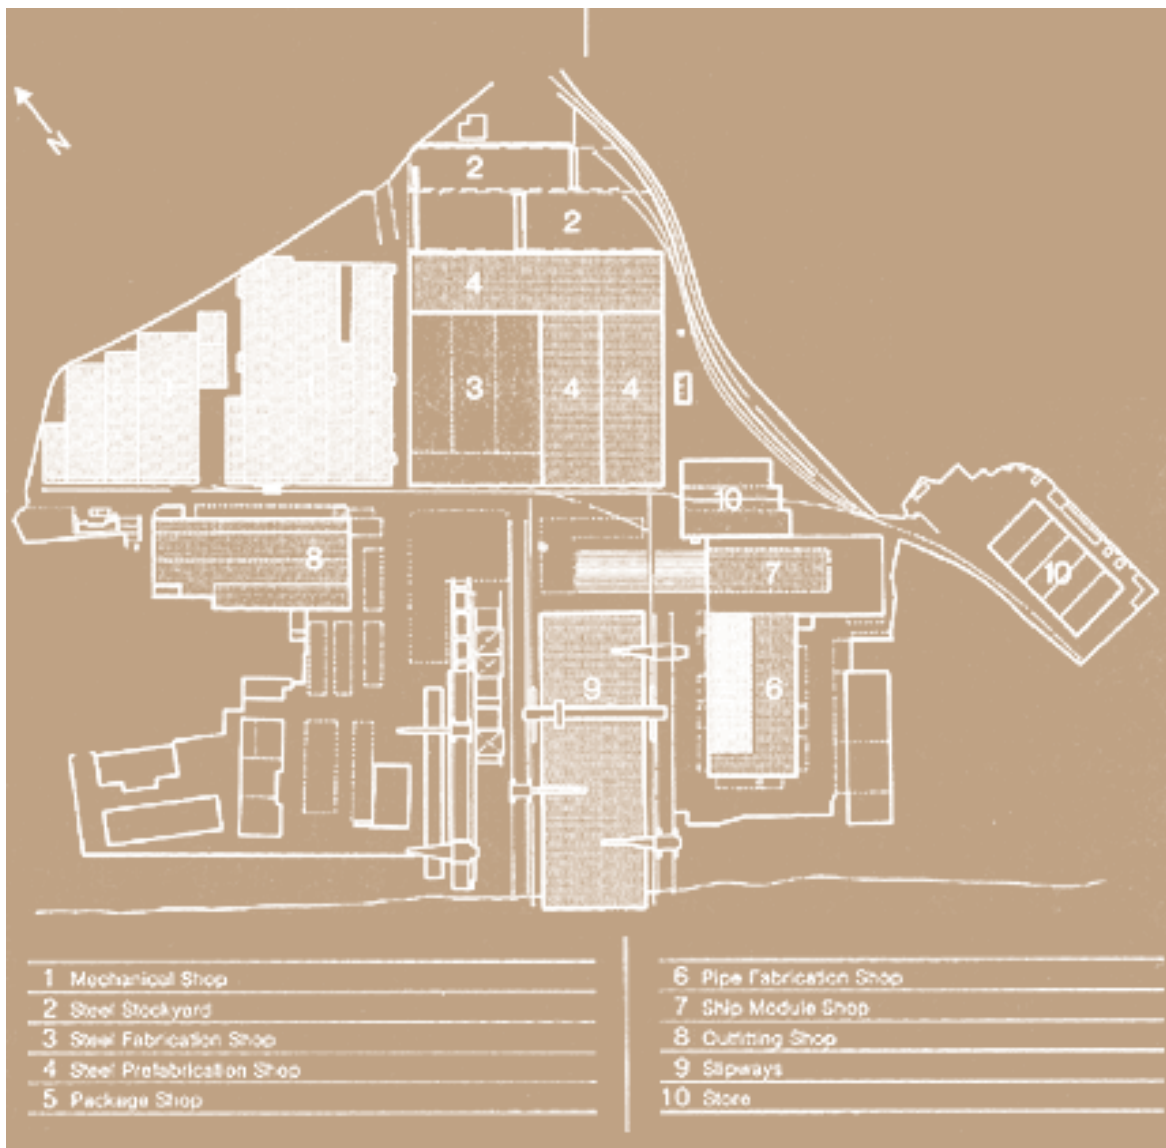 N
2
2
4
3
4
4
10
8
7
10
9
6
1 Mechanical Shop
2 Steel Stockyard
3 Steel Fabrication Shop
4 Steel Prefabrication Shop
5 Package Shop
6 Pipe Fabrication Shop
7 Ship Module Shop
8 Outfitting Shop
9 Slipways
10 Store